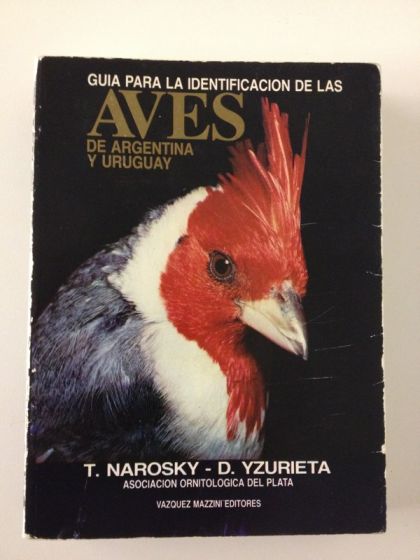 GUIA PARA LA IDENTIFICACION DE LAS
AVES
DE ARGENTINA
Y URUGUAY
T. NAROSKY - D. YZURIETA
ASOCIACION ORNITOLOGICA DEL PLATA
VAZQUEZ MAZZINI EDITORES